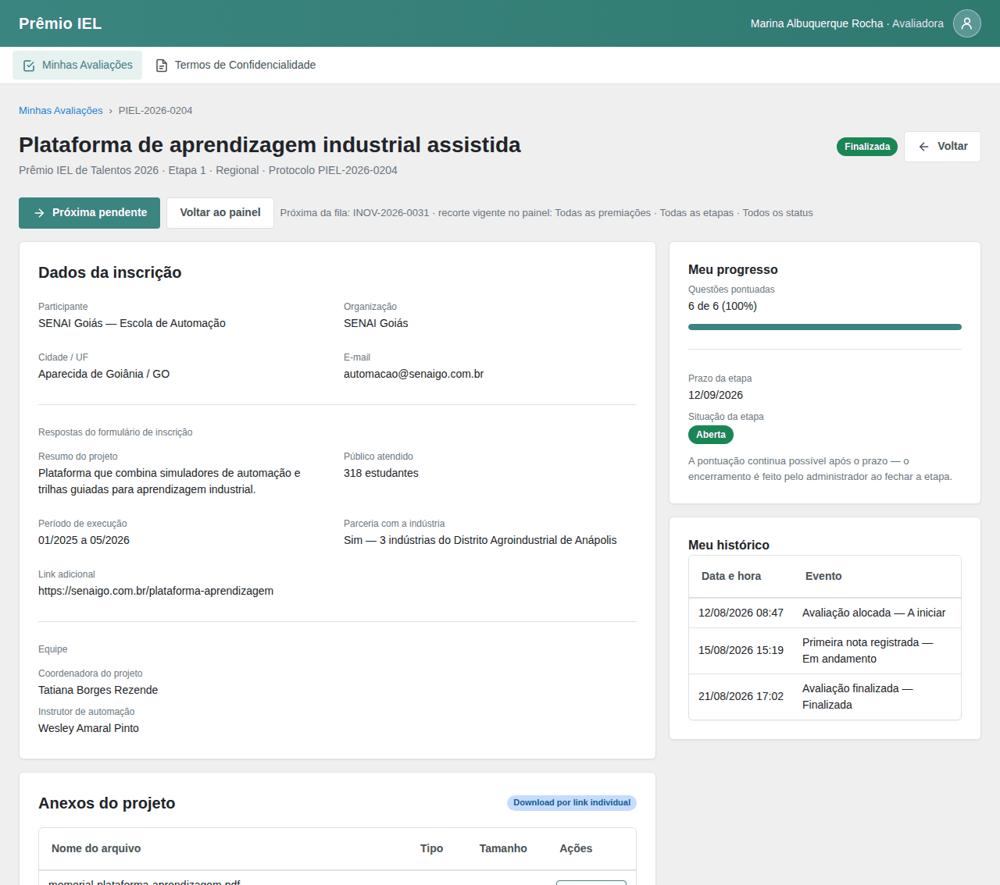 Prêmio IEL
Marina Albuquerque Rocha · Avaliadora
Minhas Avaliações
Termos de Confidencialidade
Minhas Avaliações › PIEL-2026-0204
Plataforma de aprendizagem industrial assistida
Finalizada
Voltar
Prêmio IEL de Talentos 2026 · Etapa 1 · Regional · Protocolo PIEL-2026-0204
Próxima pendente
Voltar ao painel
Próxima da fila: INOV-2026-0031 · recorte vigente no painel: Todas as premiações · Todas as etapas · Todos os status
Dados da inscrição
Participante
SENAI Goiás — Escola de Automação
Organização
SENAI Goiás
Cidade / UF
Aparecida de Goiânia / GO
E-mail
automacao@senaigo.com.br
Respostas do formulário de inscrição
Resumo do projeto
Plataforma que combina simuladores de automação e
trilhas guiadas para aprendizagem industrial.
Público atendido
318 estudantes
Período de execução
01/2025 a 05/2026
Parceria com a indústria
Sim — 3 indústrias do Distrito Agroindustrial de Anápolis
Link adicional
https://senaigo.com.br/plataforma-aprendizagem
Equipe
Coordenadora do projeto
Tatiana Borges Rezende
Instrutor de automação
Wesley Amaral Pinto
Meu progresso
Questões pontuadas
6 de 6 (100%)
Prazo da etapa
12/09/2026
Situação da etapa
Aberta
A pontuação continua possível após o prazo — o
encerramento é feito pelo administrador ao fechar a etapa.
Meu histórico
Data e hora Evento
12/08/2026 08:47 Avaliação alocada — A iniciar
15/08/2026 15:19 Primeira nota registrada —
Em andamento
21/08/2026 17:02 Avaliação finalizada —
Finalizada
Anexos do projeto
Download por link individual
Nome do arquivo Tipo Tamanho Ações
memorial-plataforma-aprendizagem.pdf